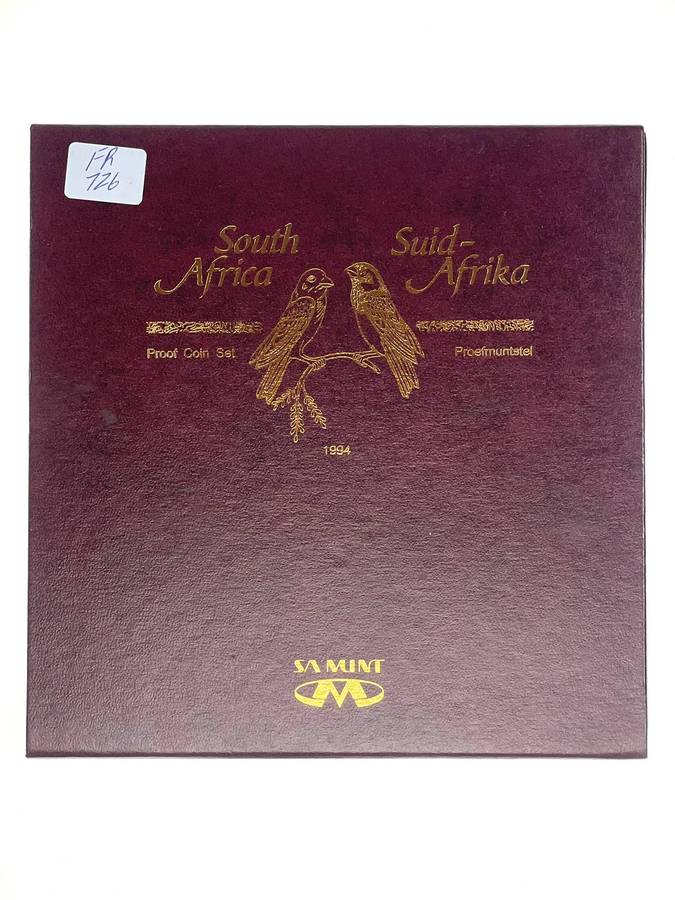 FR
726
South
Africa
Suid-
Afrika
Proof Coin Set
Proefmuntstel
1994
SA MINT